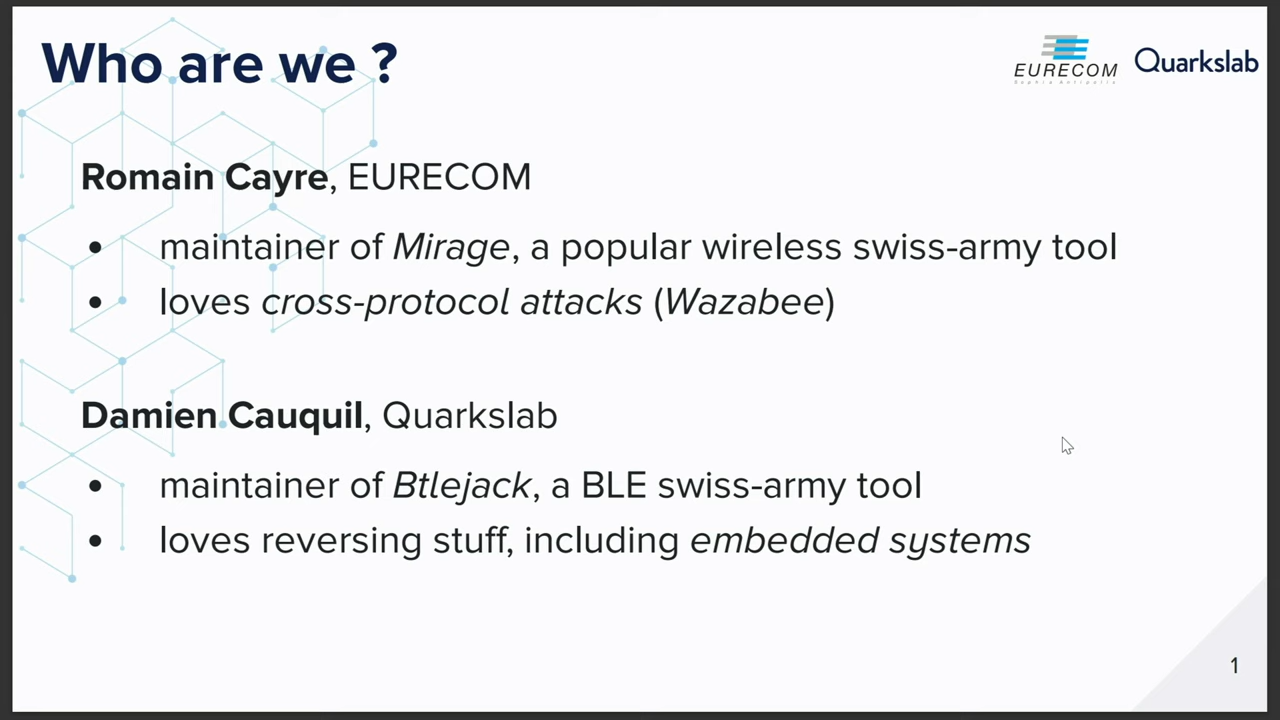 Who are we ?
EURECOM
Sophia Antipolis
Quarkslab
Romain Cayre, EURECOM
• maintainer of Mirage, a popular wireless swiss-army tool
• loves cross-protocol attacks (Wazabee)
Damien Cauquil, Quarkslab
• maintainer of Btlejack, a BLE swiss-army tool
• loves reversing stuff, including embedded systems
1